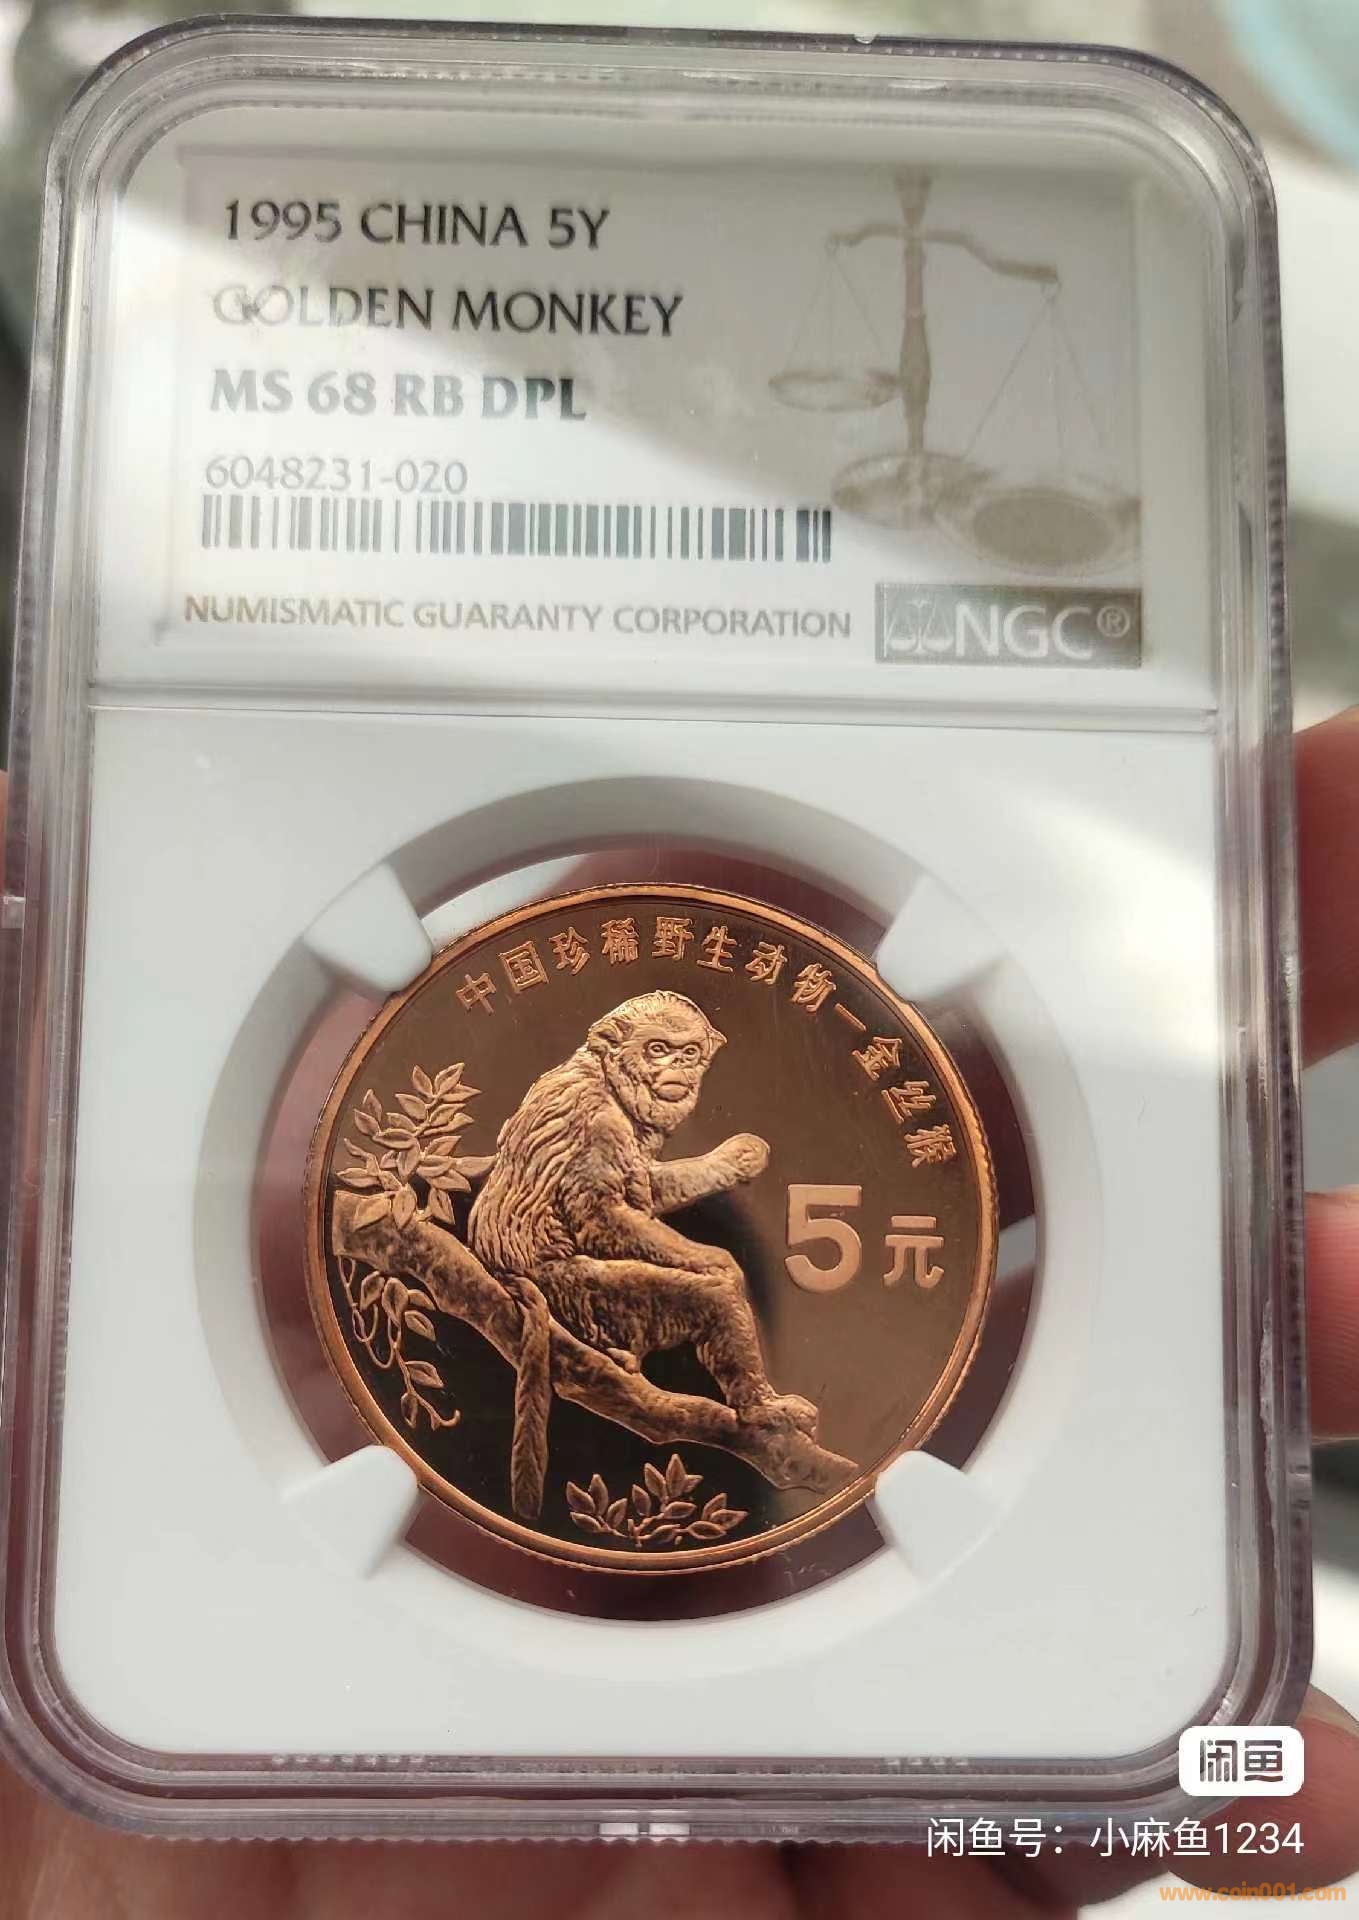 1995 CHINA 5Y
GOLDEN MONKEY
MS 68 RB DPL
6048231-020
NUMISMATIC GUARANTY CORPORATION
NGC®
中国珍稀野生动物—金丝猴
5元
闲鱼
闲鱼号：小麻鱼1234
www.coin001.com